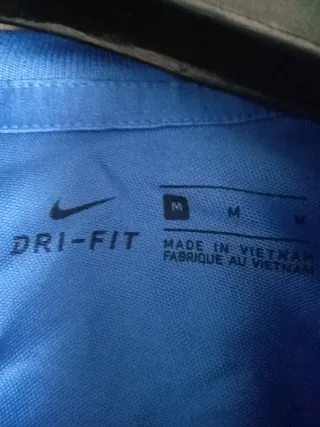 M M M
DRI-FIT
MADE IN VIETNAM
FABRIQUE AU VIETNAM